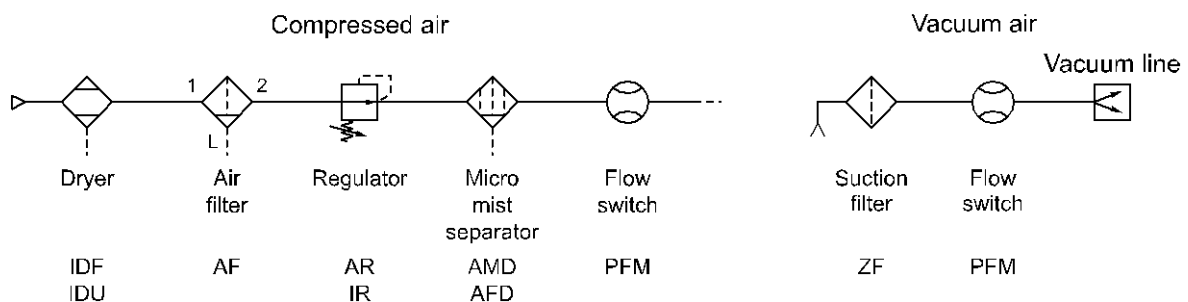 Compressed air
Vacuum air
Vacuum line
1 2
L
Dryer Air Regulator Micro Flow Suction Flow
filter mist switch filter switch
separator
IDF AF AR AMD PFM ZF PFM
IDU IR AFD